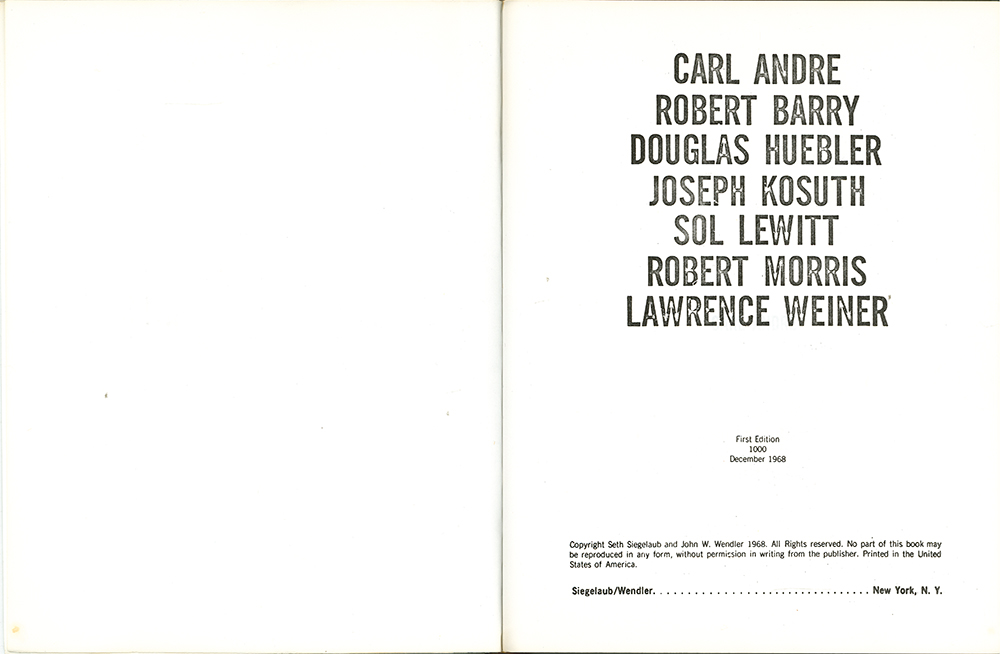 CARL ANDRE
ROBERT BARRY
DOUGLAS HUEBLER
JOSEPH KOSUTH
SOL LEWITT
ROBERT MORRIS
LAWRENCE WEINER
First Edition
1000
December 1968
Copyright Seth Siegelaub and John W. Wendler 1968. All Rights reserved. No part of this book may
be reproduced in any form, without permission in writing from the publisher. Printed in the United
States of America.
Siegelaub/Wendler. . . . . . . . . . . . . . . . . . . . . . . . . . . . . . . New York, N. Y.